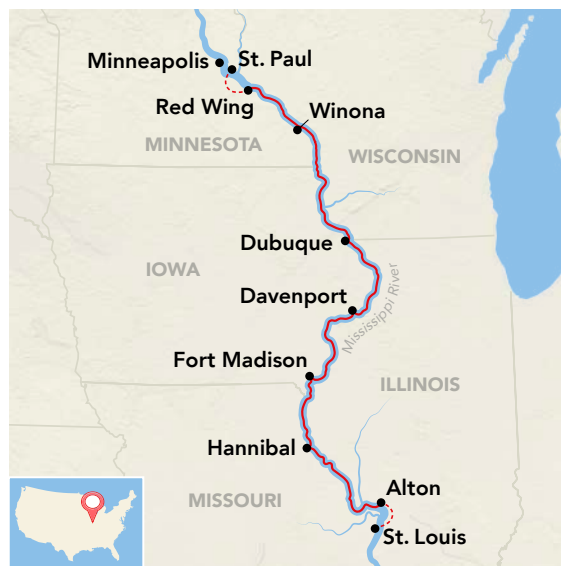 Minneapolis
St. Paul
Red Wing
Winona
MINNESOTA
WISCONSIN
Dubuque
IOWA
Davenport
Mississippi River
Fort Madison
ILLINOIS
Hannibal
MISSOURI
Alton
St. Louis